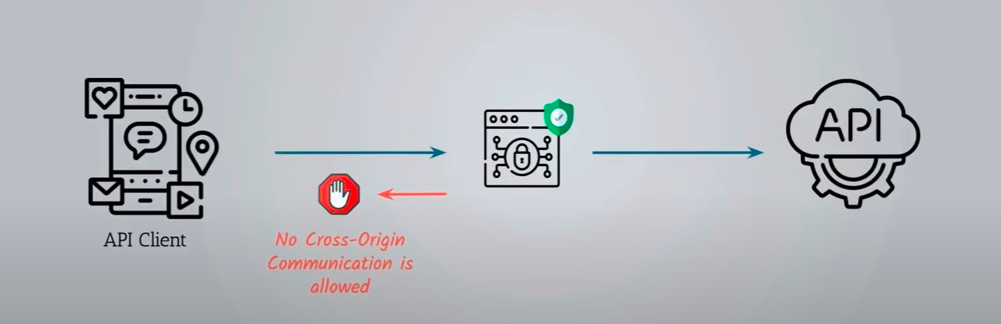 API
API Client
No Cross-Origin
Communication is
allowed